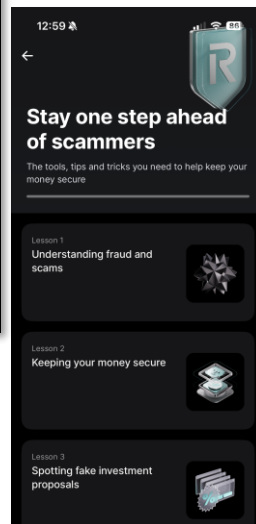 12:59
86
R
Stay one step ahead
of scammers
The tools, tips and tricks you need to help keep your
money secure
Lesson 1
Understanding fraud and
scams
Lesson 2
Keeping your money secure
Lesson 3
Spotting fake investment
proposals